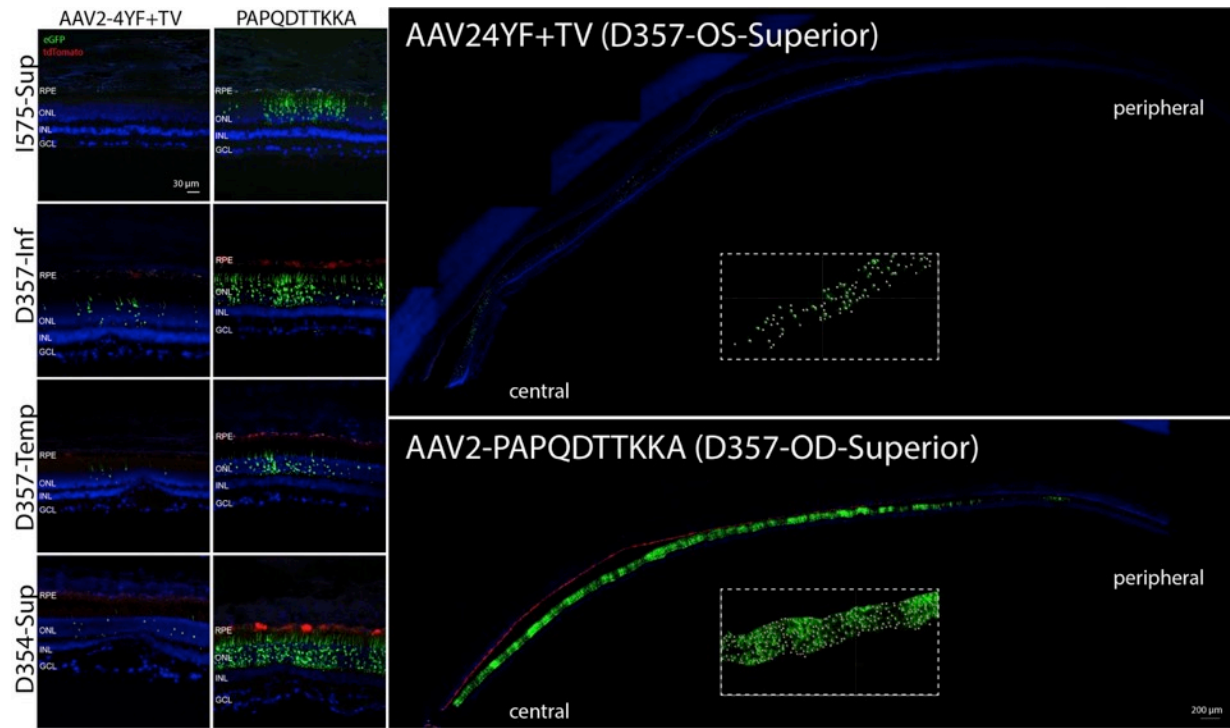 AAV2-4YF+TV
PAPQDTTKKA
I575-Sup
eGFP
tdTomato
RPE
ONL
INL
GCL
30 µm
RPE
ONL
INL
GCL
D357-Inf
RPE
ONL
INL
GCL
RPE
ONL
INL
GCL
D357-Temp
RPE
ONL
INL
GCL
RPE
ONL
INL
GCL
D354-Sup
RPE
ONL
INL
GCL
RPE
ONL
INL
GCL
AAV24YF+TV (D357-OS-Superior)
peripheral
central
AAV2-PAPQDTTKKA (D357-OD-Superior)
peripheral
central
200 µm